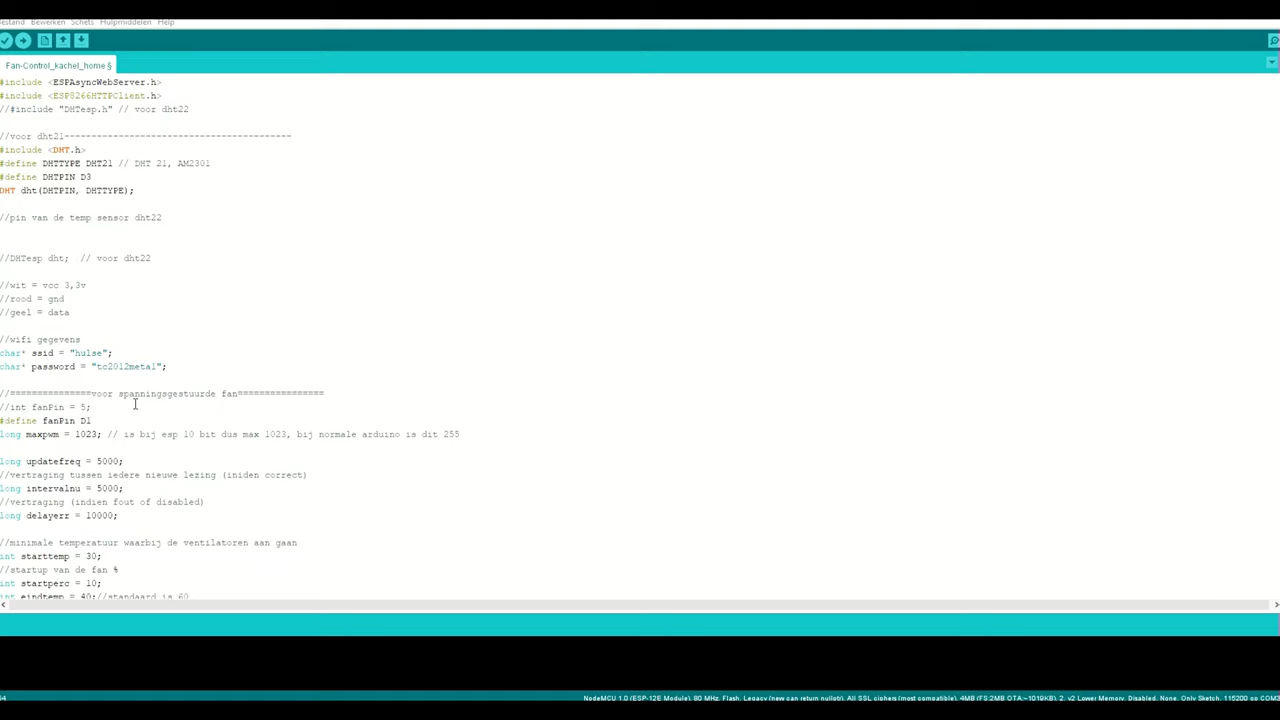 Bestand Bewerken Schets Hulpmiddelen Help
Fan-Control_kachel_home §
#include <ESPAsyncWebServer.h>
#include <ESP8266HTTPClient.h>
//#include "DHTesp.h" // voor dht22
//voor dht21------------------------------------------
#include <DHT.h>
#define DHTTYPE DHT21 // DHT 21, AM2301
#define DHTPIN D3
DHT dht(DHTPIN, DHTTYPE);
//pin van de temp sensor dht22
//DHTesp dht;  // voor dht22
//wit = vcc 3,3v
//rood = gnd
//geel = data
//wifi gegevens
char* ssid = "hulse";
char* password = "tc2012metal";
//===============voor spanningsgestuurde fan================
//int fanPin = 5;
#define fanPin D1
long maxpwm = 1023; // is bij esp 10 bit dus max 1023, bij normale arduino is dit 255
long updatefreq = 5000;
//vertraging tussen iedere nieuwe lezing (iniden correct)
long intervalnu = 5000;
//vertraging (indien fout of disabled)
long delayerr = 10000;
//minimale temperatuur waarbij de ventilatoren aan gaan
int starttemp = 30;
//startup van de fan %
int startperc = 10;
int eindtemp = 40;//standaard is 60
NodeMCU 1.0 (ESP-12E Module), 80 MHz, Flash, Legacy (new can return nullptr), All SSL ciphers (most compatible), 4MB (FS:2MB OTA:~1019KB), 2, v2 Lower Memory, Disabled, None, Only Sketch, 115200 op